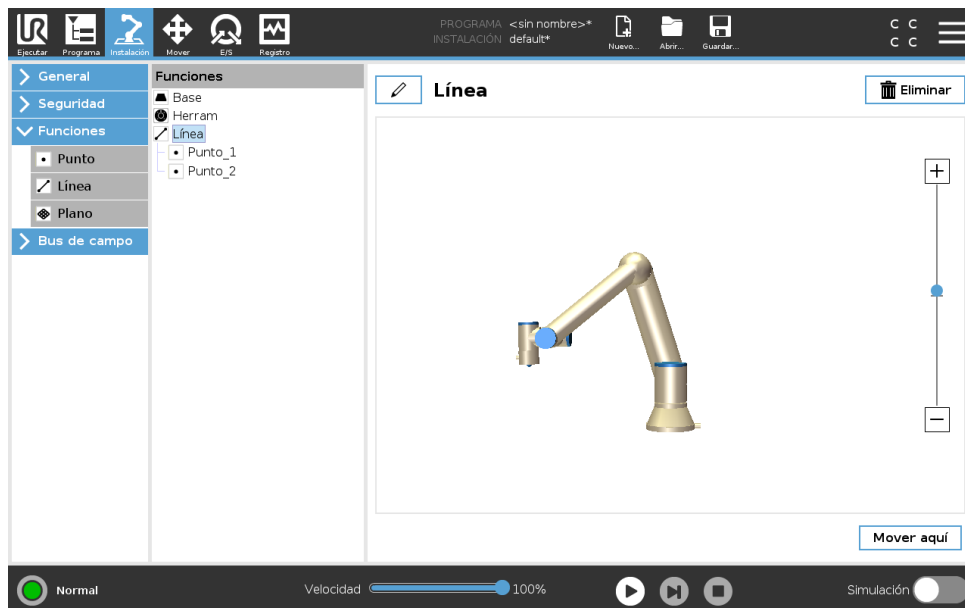 UR
Ejecutar
Programa
Instalación
Mover
E/S
Registro
PROGRAMA <sin nombre>*
INSTALACIÓN default*
Nuevo...
Abrir...
Guardar...
C C
C C
General
Seguridad
Funciones
Punto
Línea
Plano
Bus de campo
Funciones
Base
Herram
Línea
Punto_1
Punto_2
Línea
Eliminar
Mover aquí
Normal
Velocidad 100%
Simulación